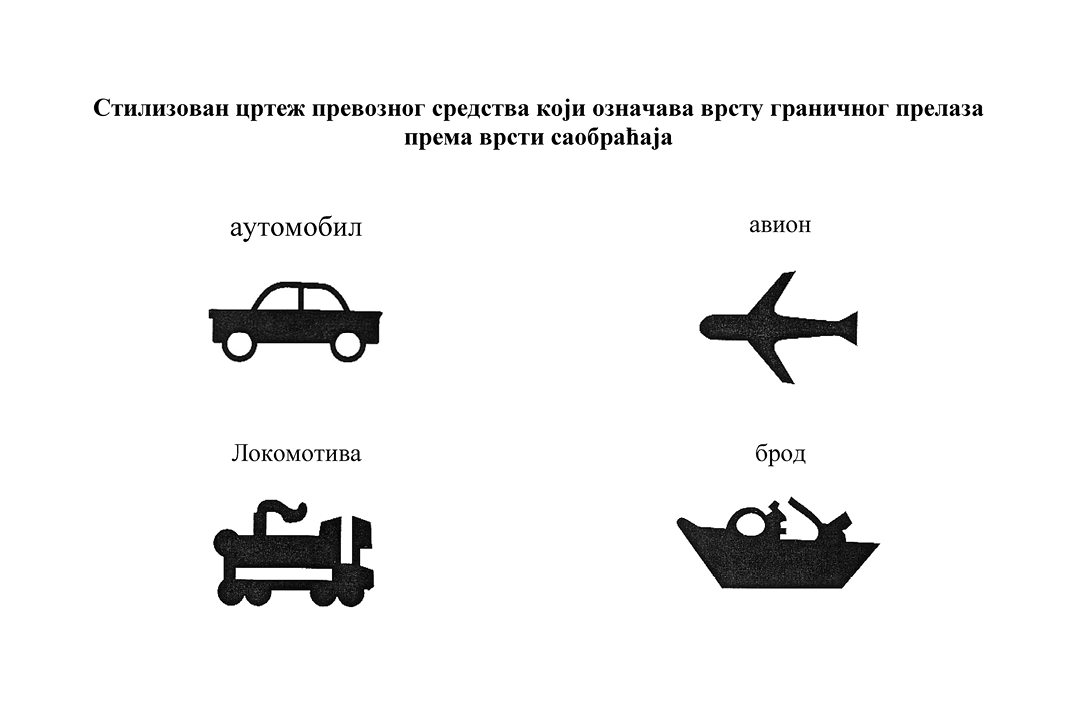 Стилизован цртеж превозног средства који означава врсту граничног прелаза
према врсти саобраћаја
аутомобил
авион
Локомотива
брод